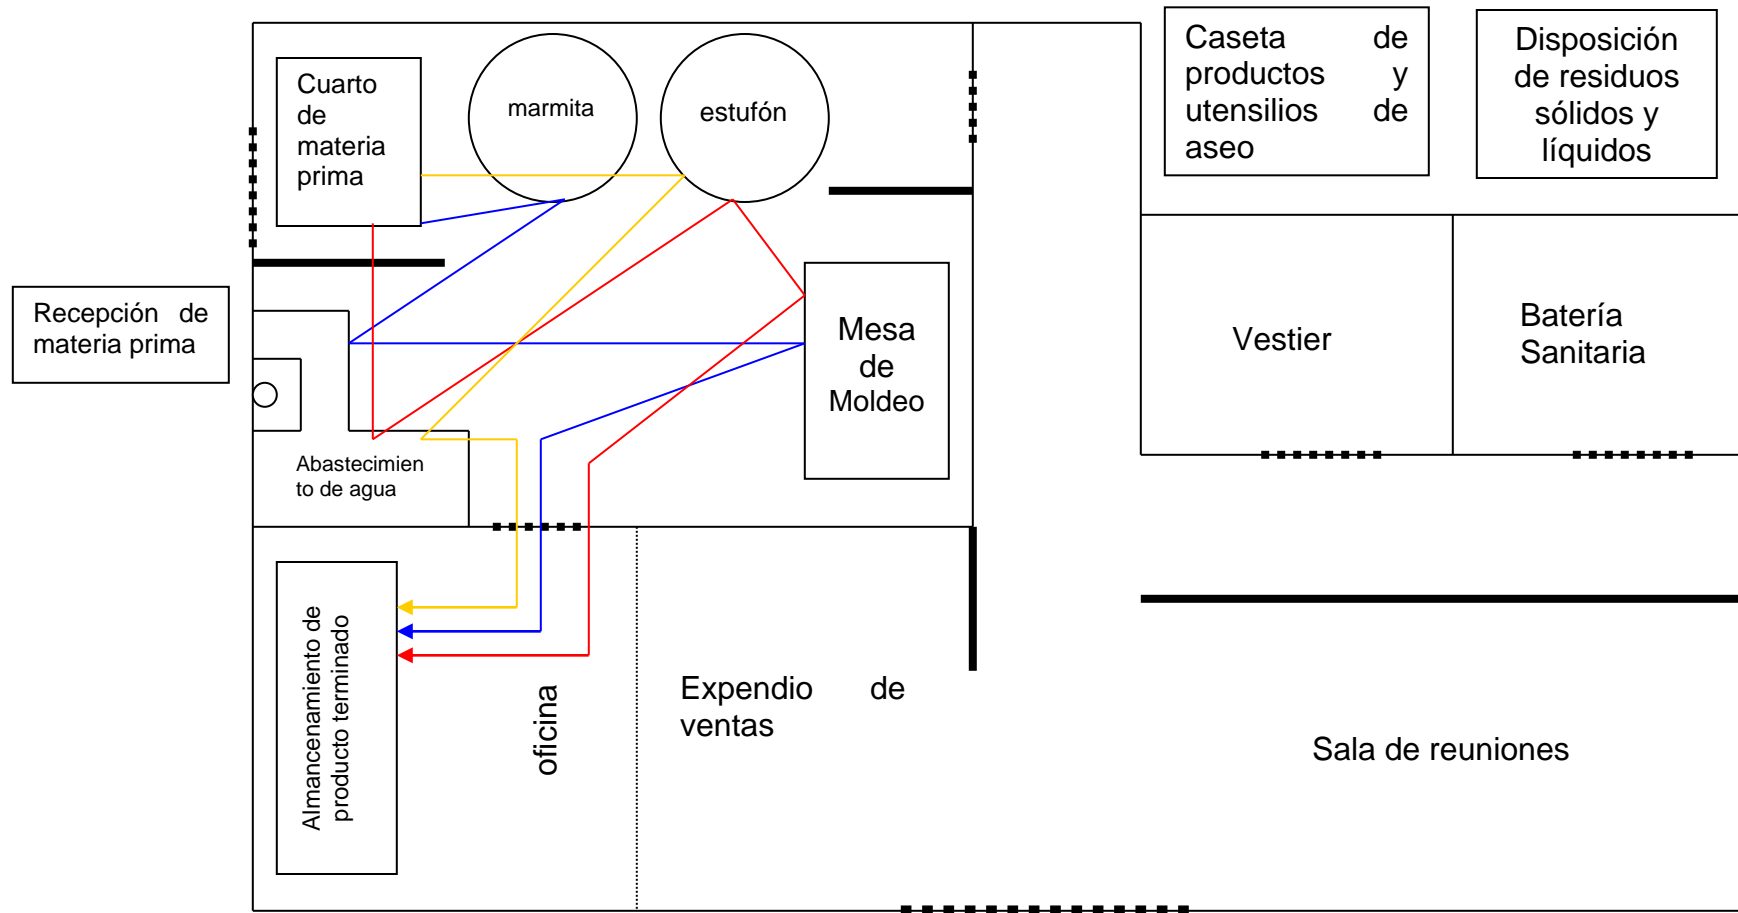 Cuarto
de
materia
prima
marmita
estufón
Caseta de
productos y
utensilios de
aseo
Disposición
de residuos
sólidos y
líquidos
Recepción de
materia prima
Mesa
de
Moldeo
Vestier
Batería
Sanitaria
Abastecimien
to de agua
Almancenamiento de
producto terminado
oficina
Expendio de
ventas
Sala de reuniones